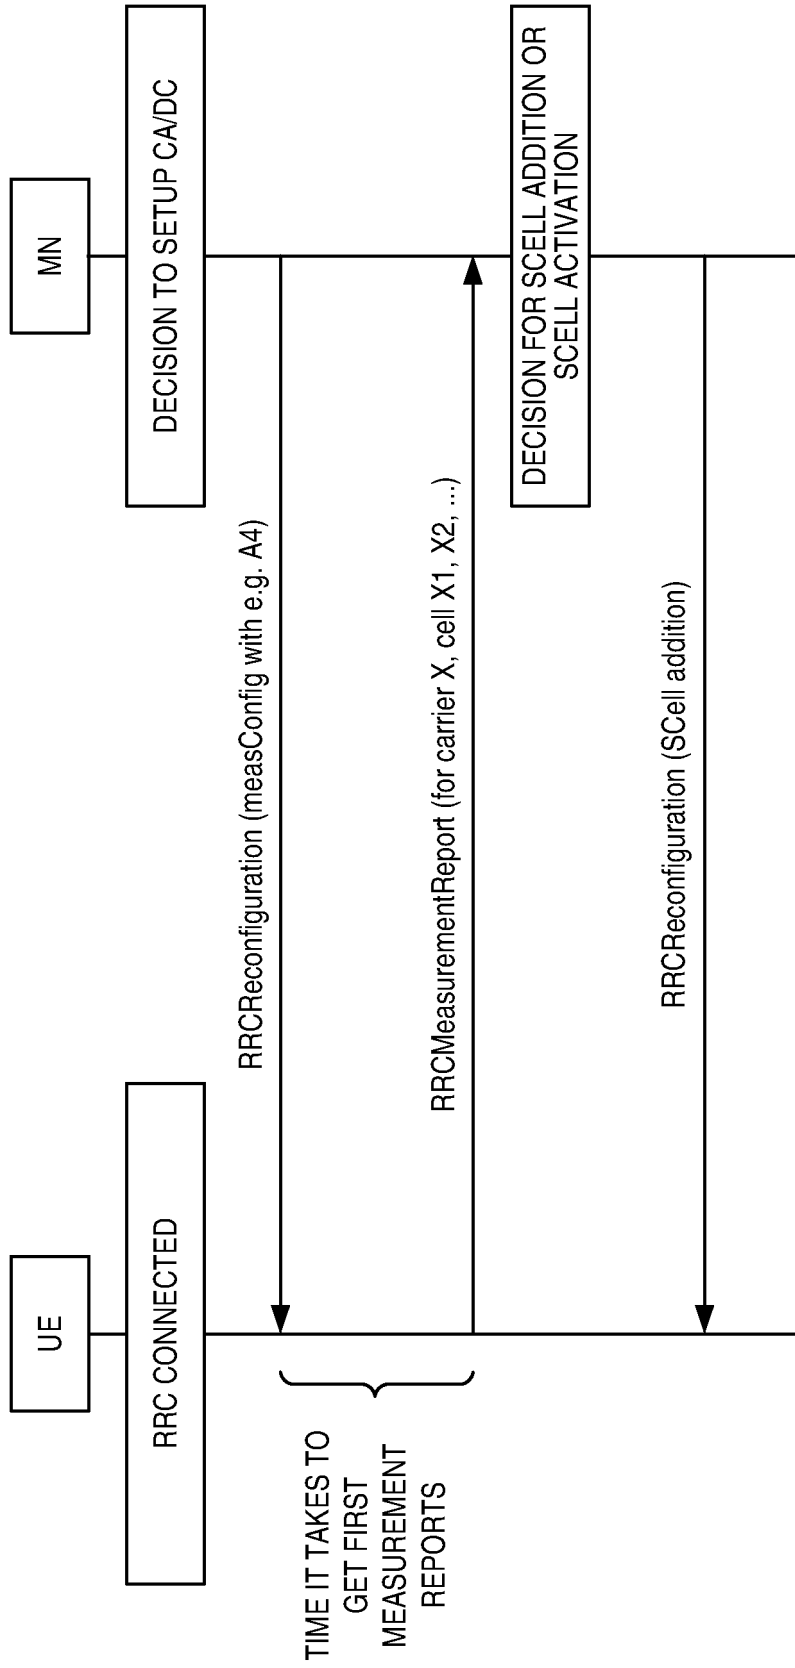 UE
MN
RRC CONNECTED
DECISION TO SETUP CA/DC
RRCReconfiguration (measConfig with e.g. A4)
TIME IT TAKES TO
GET FIRST
MEASUREMENT
REPORTS
RRCMeasurementReport (for carrier X, cell X1, X2, ...)
DECISION FOR SCELL ADDITION OR
SCELL ACTIVATION
RRCReconfiguration (SCell addition)